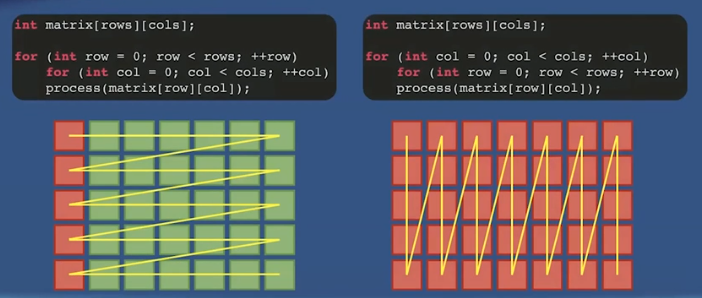 int matrix[rows][cols];
for (int row = 0; row < rows; ++row)
for (int col = 0; col < cols; ++col)
process(matrix[row][col]);
int matrix[rows][cols];
for (int col = 0; col < cols; ++col)
for (int row = 0; row < rows; ++row)
process(matrix[row][col]);